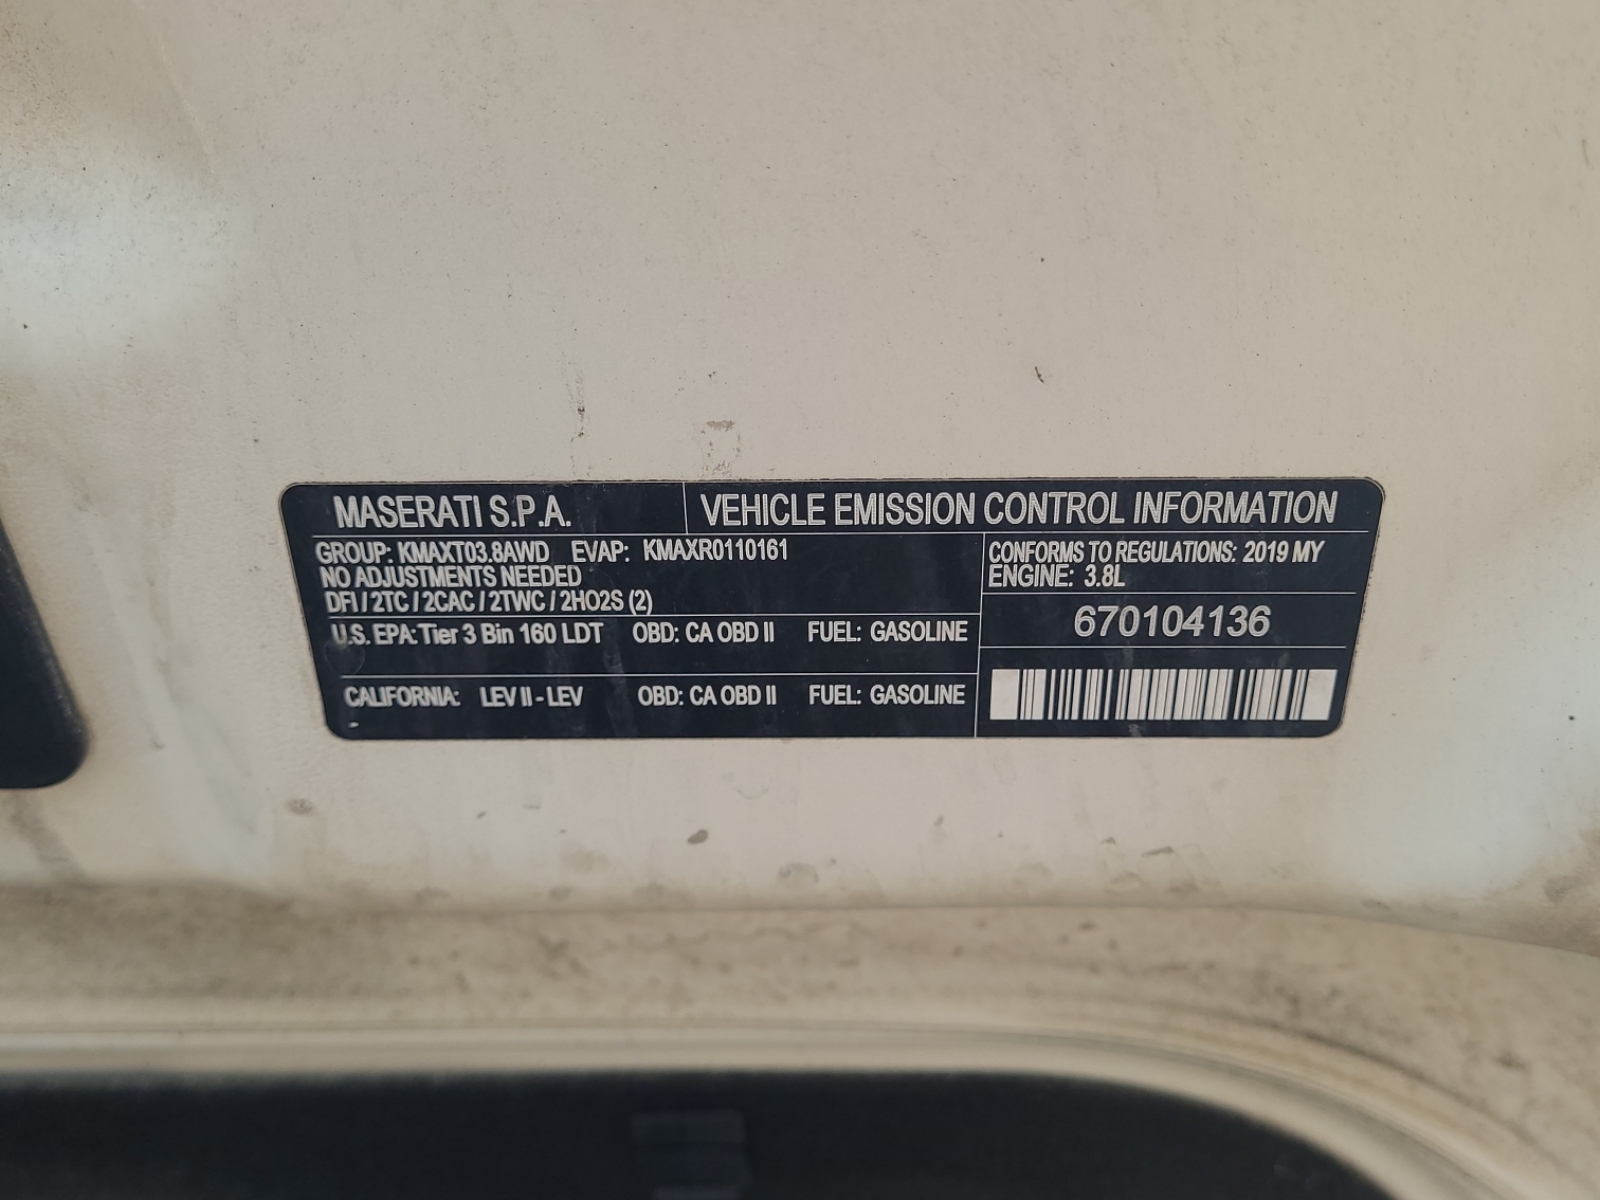 MASERATI S.P.A. VEHICLE EMISSION CONTROL INFORMATION
GROUP: KMAXT03.8AWD EVAP: KMAXR0110161
NO ADJUSTMENTS NEEDED
DFI / 2TC / 2CAC / 2TWC / 2HO2S (2)
CONFORMS TO REGULATIONS: 2019 MY
ENGINE: 3.8L
670104136
U.S. EPA: Tier 3 Bin 160 LDT OBD: CA OBD II FUEL: GASOLINE
CALIFORNIA: LEV II - LEV OBD: CA OBD II FUEL: GASOLINE